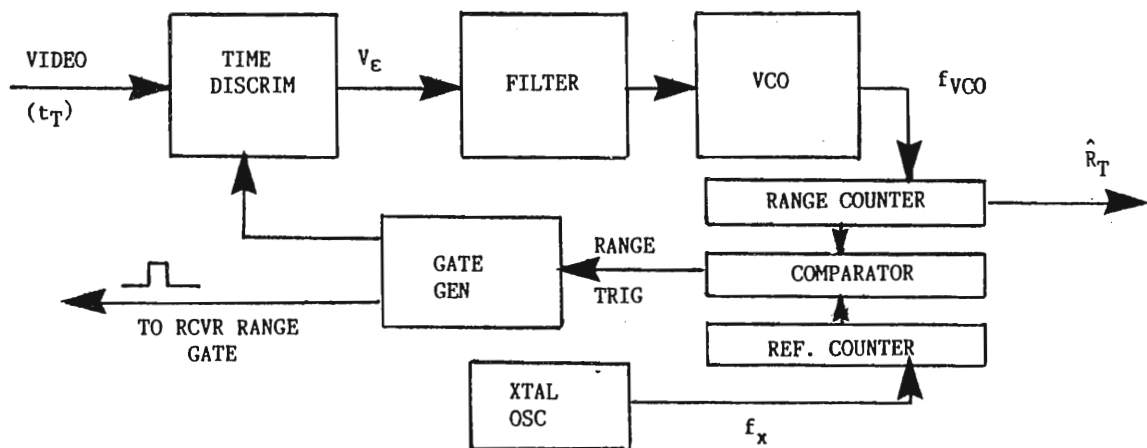 VIDEO
(t_T)
TIME
DISCRIM
V_ε
FILTER
VCO
f_VCO
R̂_T
RANGE COUNTER
COMPARATOR
REF. COUNTER
RANGE
TRIG
GATE
GEN
TO RCVR RANGE
GATE
XTAL
OSC
f_x